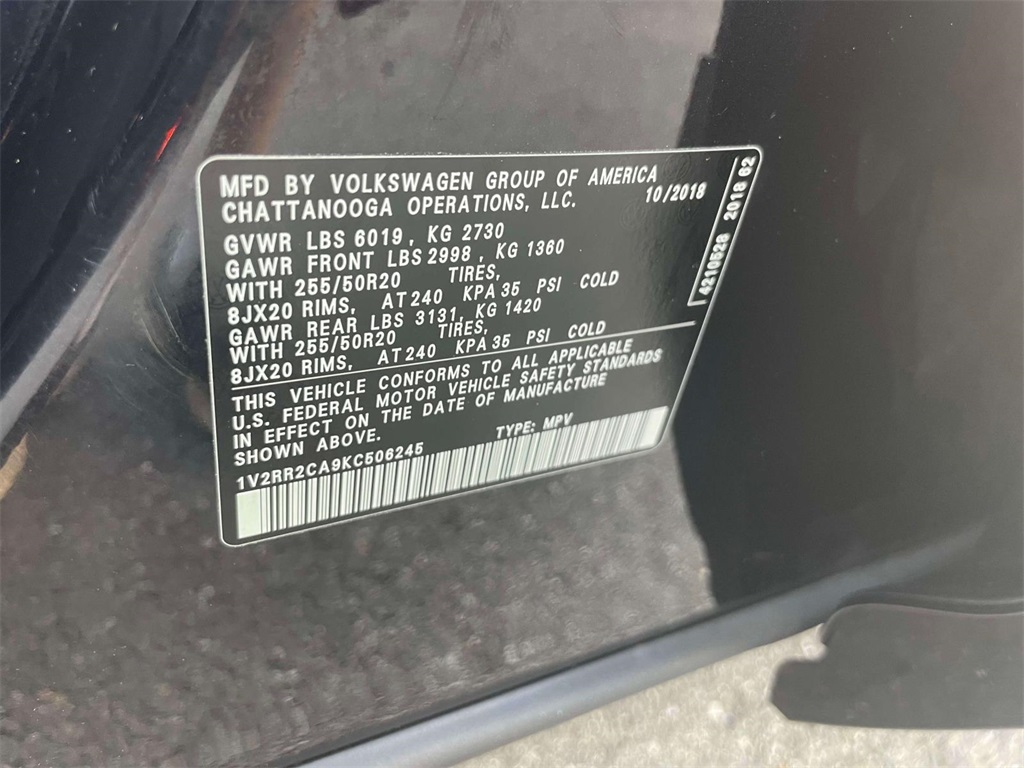 MFD BY VOLKSWAGEN GROUP OF AMERICA
CHATTANOOGA OPERATIONS, LLC. 10/2018
GVWR LBS 6019, KG 2730
GAWR FRONT LBS 2998, KG 1360
WITH 255/50R20 TIRES,
8JX20 RIMS, AT 240 KPA 35 PSI COLD
GAWR REAR LBS 3131, KG 1420
WITH 255/50R20 TIRES,
8JX20 RIMS, AT 240 KPA 35 PSI COLD
THIS VEHICLE CONFORMS TO ALL APPLICABLE
U.S. FEDERAL MOTOR VEHICLE SAFETY STANDARDS
IN EFFECT ON THE DATE OF MANUFACTURE
SHOWN ABOVE.
1V2RR2CA9KC506245 TYPE: MPV
4210528 2018 62